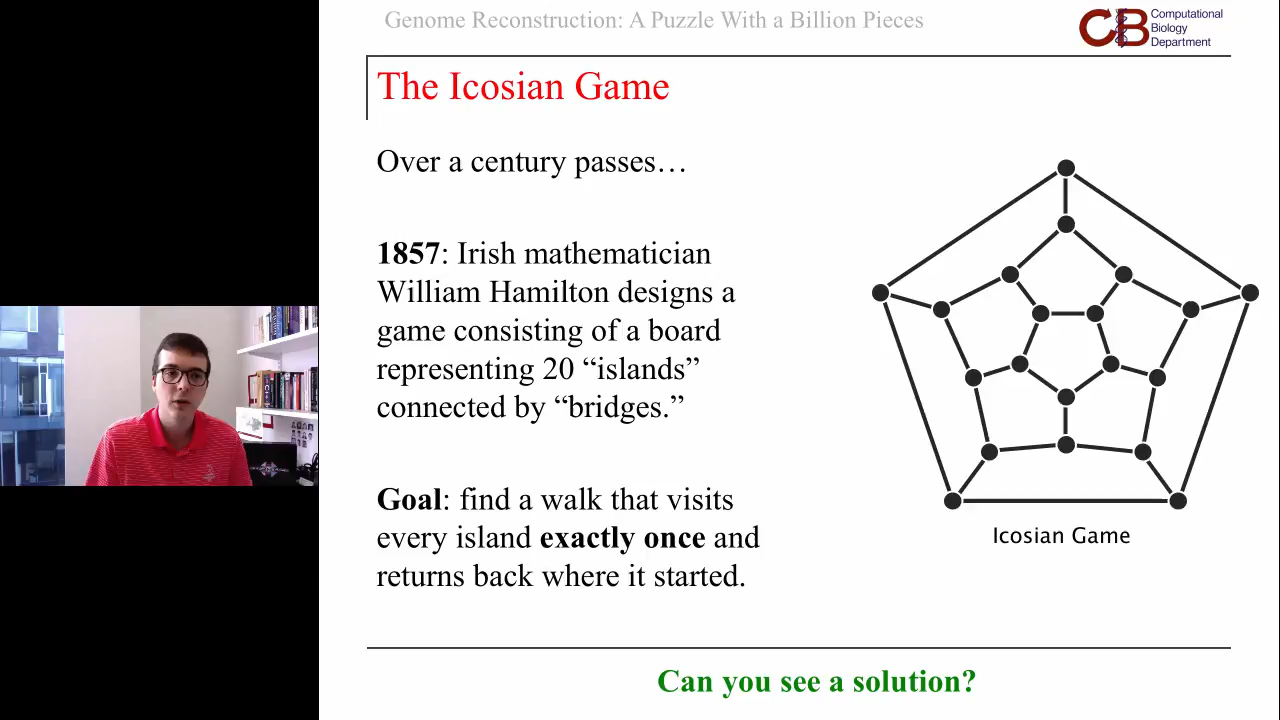 Genome Reconstruction: A Puzzle With a Billion Pieces
CB Computational
Biology
Department
The Icosian Game
Over a century passes…
1857: Irish mathematician
William Hamilton designs a
game consisting of a board
representing 20 “islands”
connected by “bridges.”
Goal: find a walk that visits
every island exactly once and
returns back where it started.
Icosian Game
Can you see a solution?